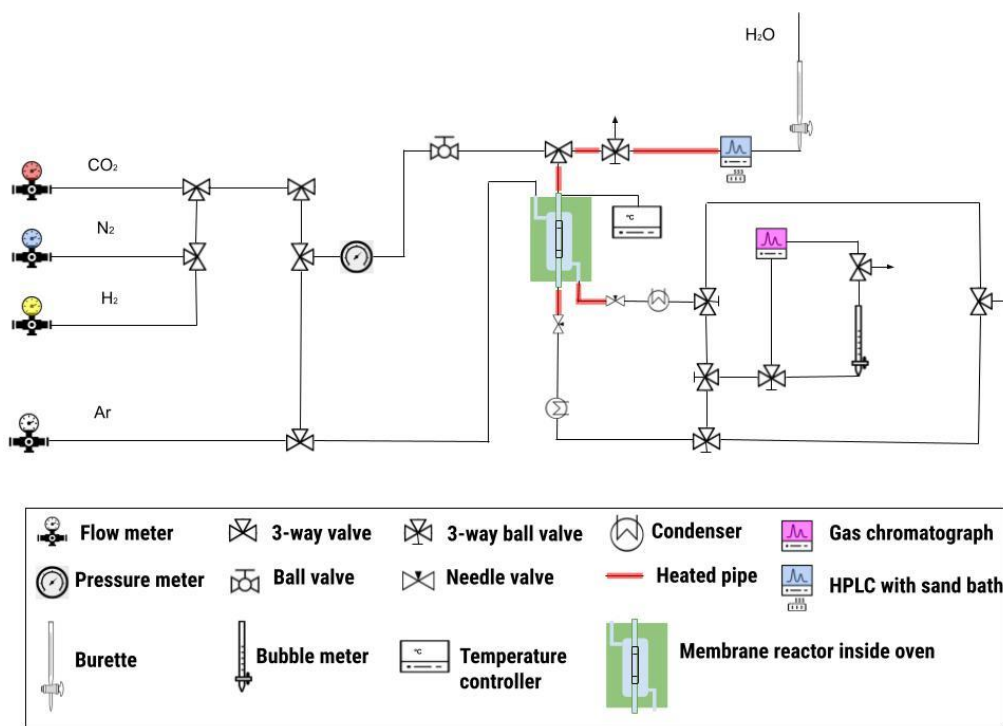 H₂O
CO₂
N₂
°C
H₂
Ar
Flow meter
3-way valve
3-way ball valve
Condenser
Gas chromatograph
Pressure meter
Ball valve
Needle valve
Heated pipe
HPLC with sand bath
Burette
Bubble meter
°C
Temperature
controller
Membrane reactor inside oven